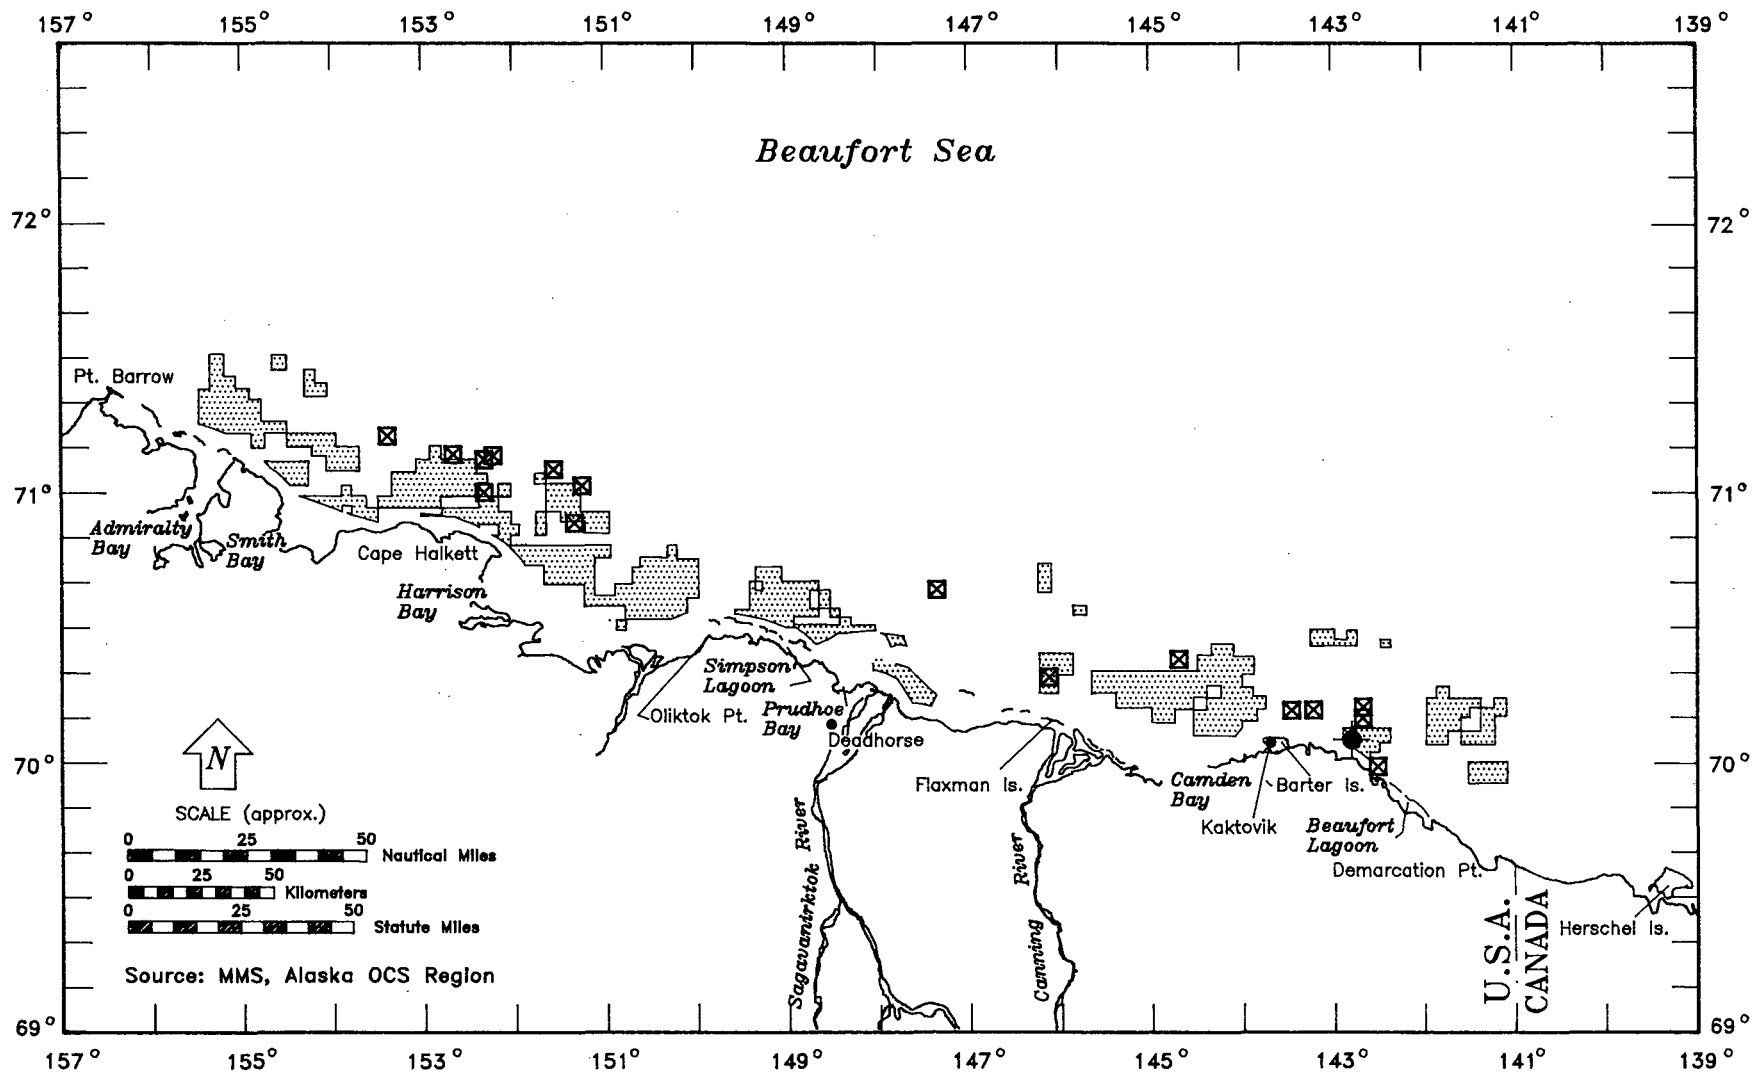 157° 155° 153° 151° 149° 147° 145° 143° 141° 139°
Beaufort Sea
72° 72°
Pt. Barrow
71° 71°
Admiralty
Bay
Smith
Bay
Cape Halkett
Harrison
Bay
Simpson
Lagoon
Oliktok Pt.
Prudhoe
Bay
Deadhorse
N
70° 70°
Flaxman Is.
Camden
Bay
Barter Is.
Kaktovik
Beaufort
Lagoon
Demarcation Pt.
Herschel Is.
U.S.A.
CANADA
Sagavanirktok River
Canning River
SCALE (approx.)
0 25 50
Nautical Miles
0 25 50
Kilometers
0 25 50
Statute Miles
Source: MMS, Alaska OCS Region
69° 69°
157° 155° 153° 151° 149° 147° 145° 143° 141° 139°